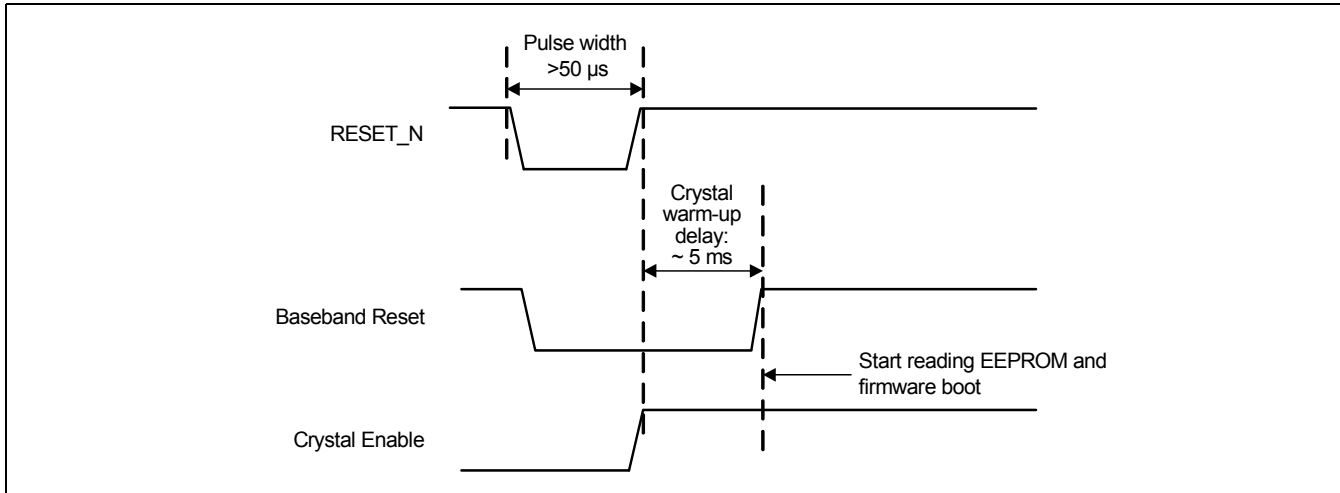 Pulse width
>50 µs
RESET_N
Crystal
warm-up
delay:
~ 5 ms
Baseband Reset
Start reading EEPROM and
firmware boot
Crystal Enable